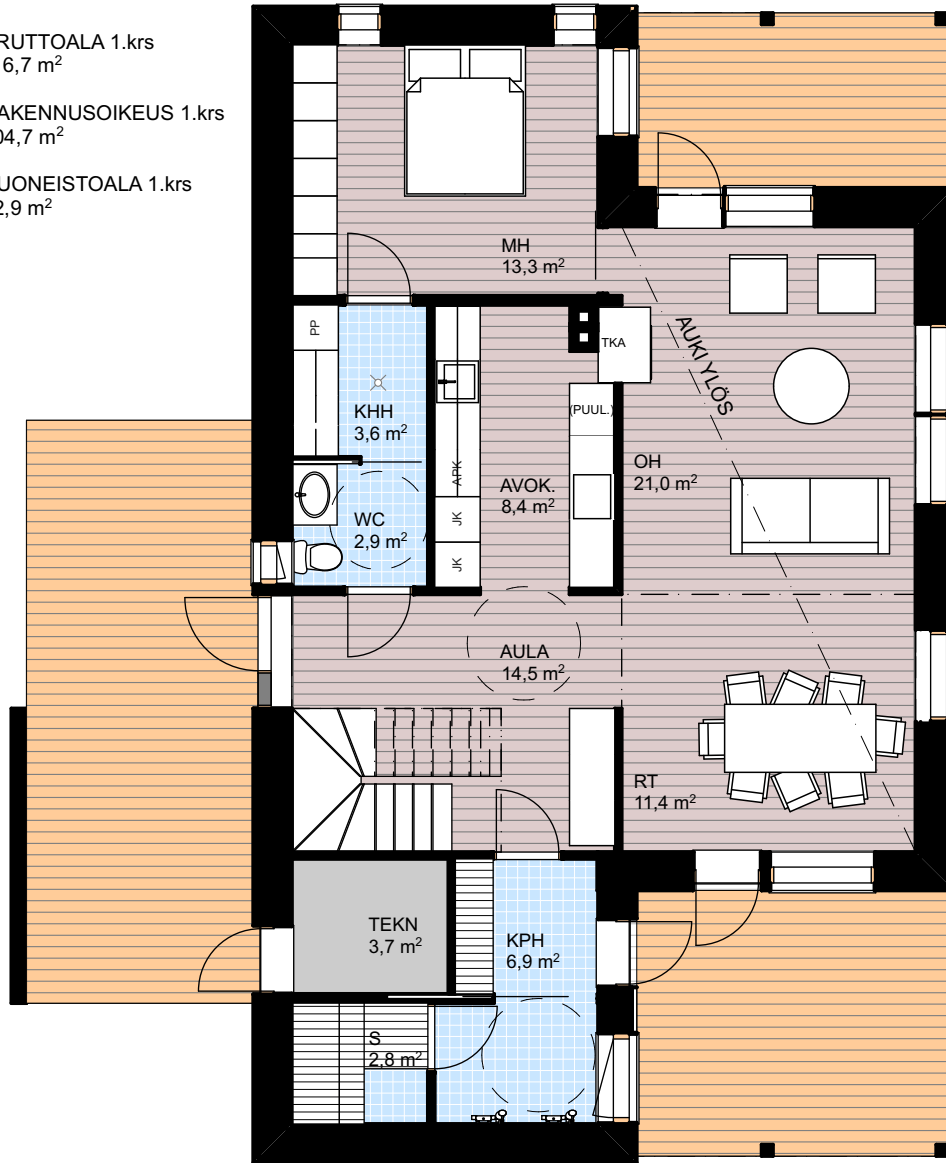 RUTTOALA 1.krs
6,7 m²
AKENNUSOIKEUS 1.krs
04,7 m²
UONEISTOALA 1.krs
2,9 m²
MH
13,3 m²
PP
TKA
AUKI YLÖS
KHH
3,6 m²
(PUUL.)
APK
OH
21,0 m²
AVOK.
8,4 m²
JK
WC
2,9 m²
JK
AULA
14,5 m²
RT
11,4 m²
TEKN
3,7 m²
KPH
6,9 m²
S
2,8 m²